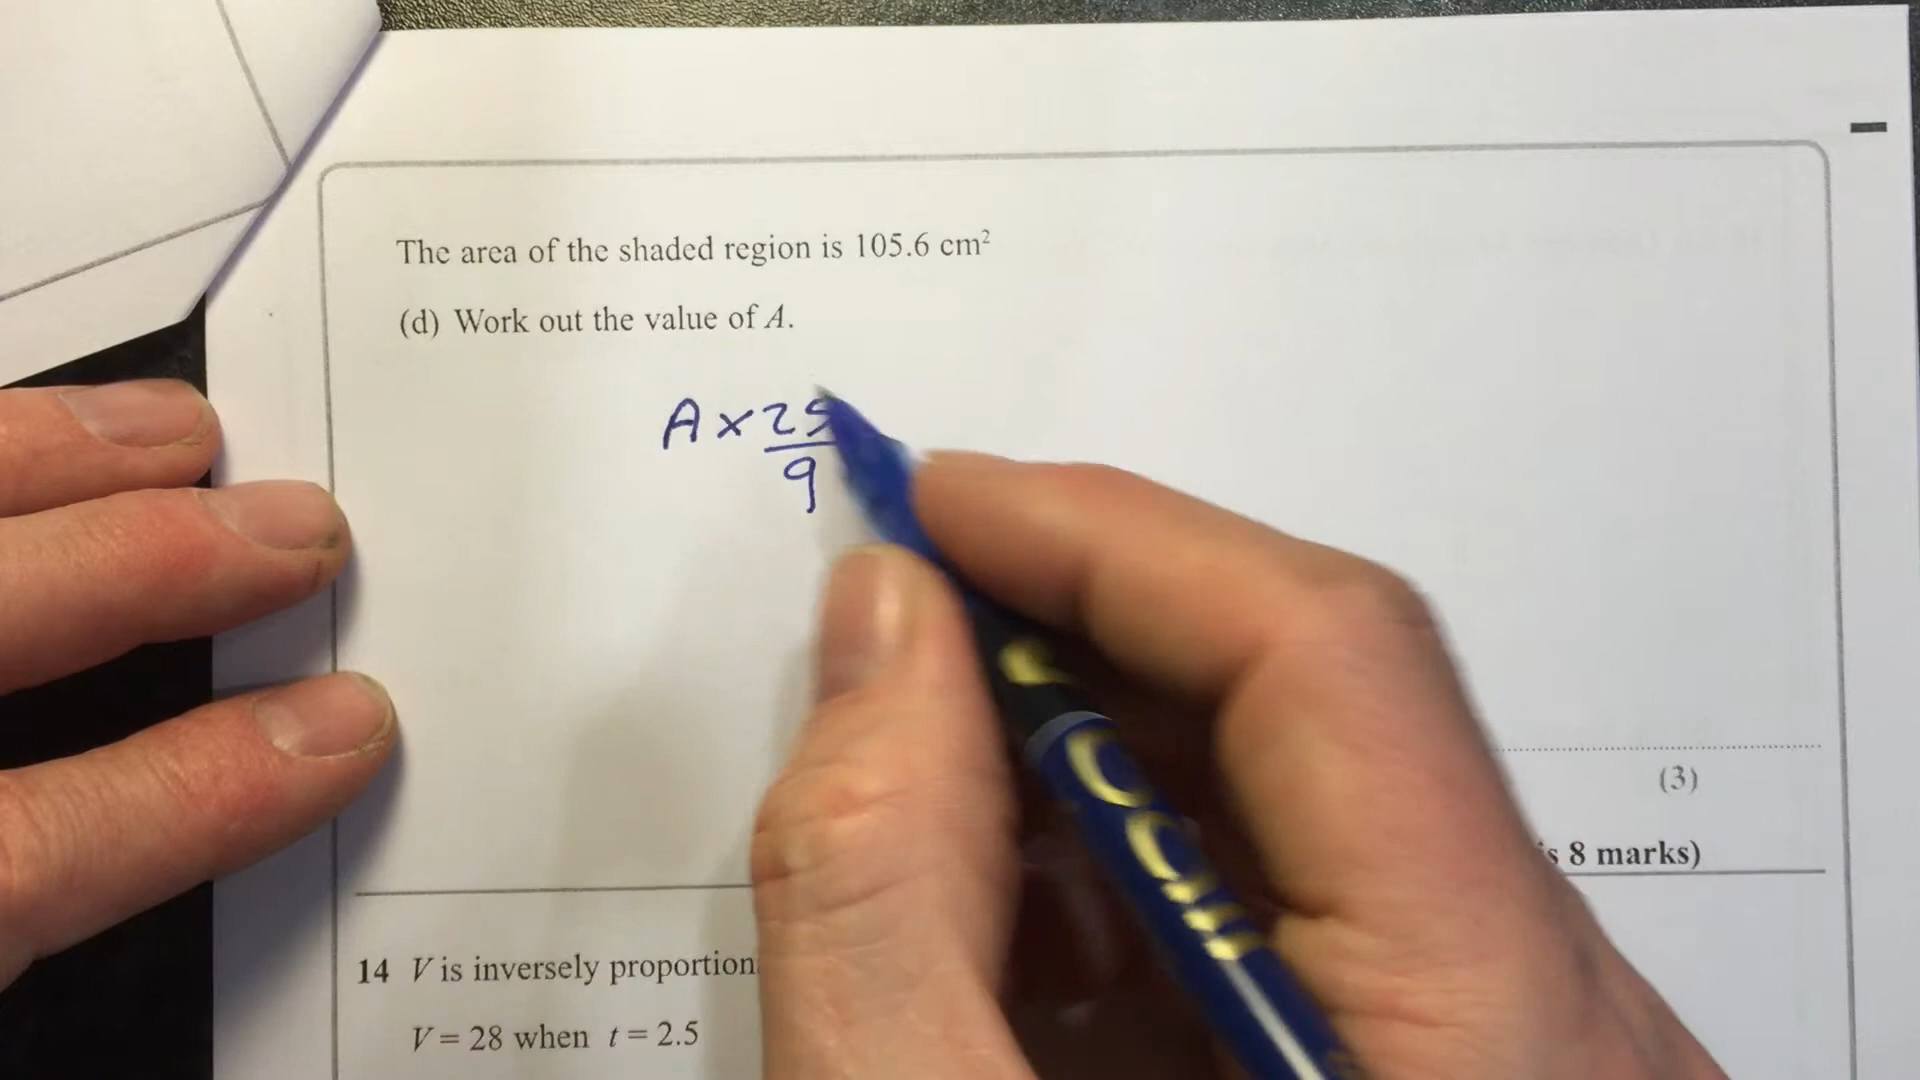 The area of the shaded region is 105.6 cm²
(d) Work out the value of A.
A × 25
9
(3)
s 8 marks)
14 V is inversely proportion
V = 28 when t = 2.5